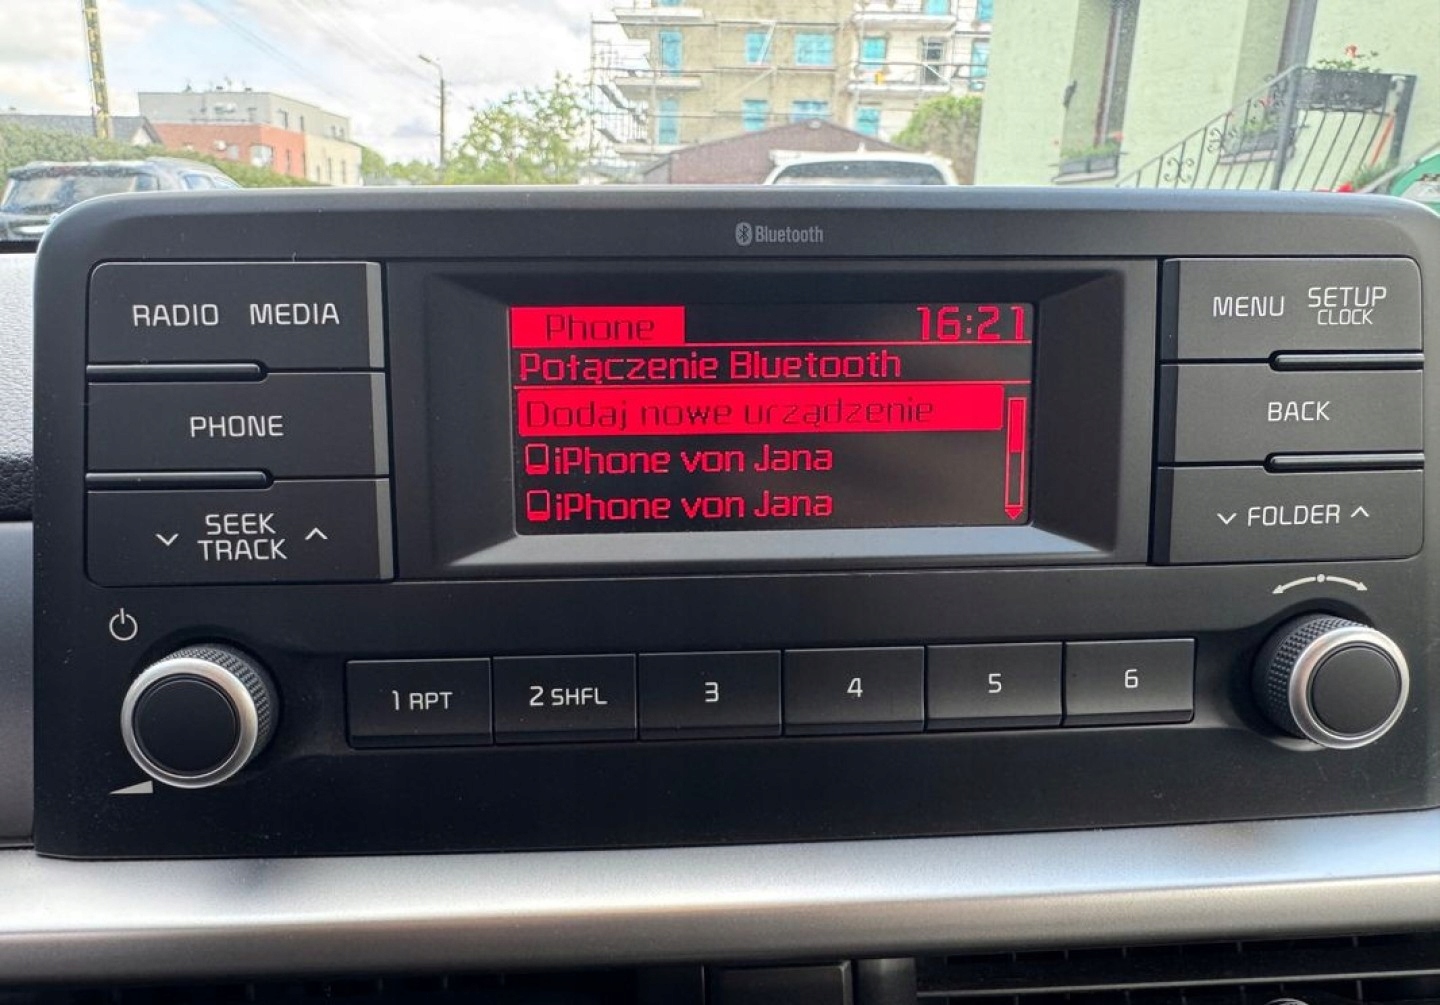 Bluetooth
RADIO MEDIA
PHONE
SEEK
TRACK
Phone 16:21
Połączenie Bluetooth
Dodaj nowe urządzenie
iPhone von Jana
iPhone von Jana
MENU SETUP
CLOCK
BACK
FOLDER
1 RPT
2 SHFL
3
4
5
6